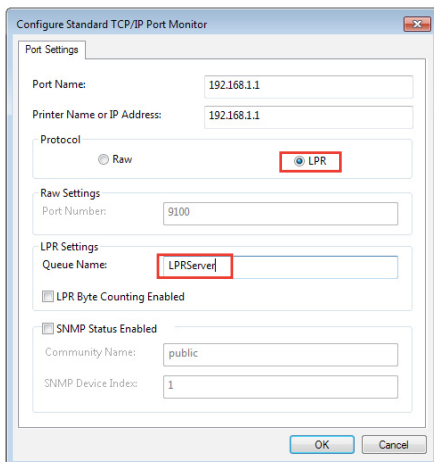 Configure Standard TCP/IP Port Monitor
Port Settings
Port Name: 192.168.1.1
Printer Name or IP Address: 192.168.1.1
Protocol
Raw LPR
Raw Settings
Port Number: 9100
LPR Settings
Queue Name: LPRServer
LPR Byte Counting Enabled
SNMP Status Enabled
Community Name: public
SNMP Device Index: 1
OK Cancel